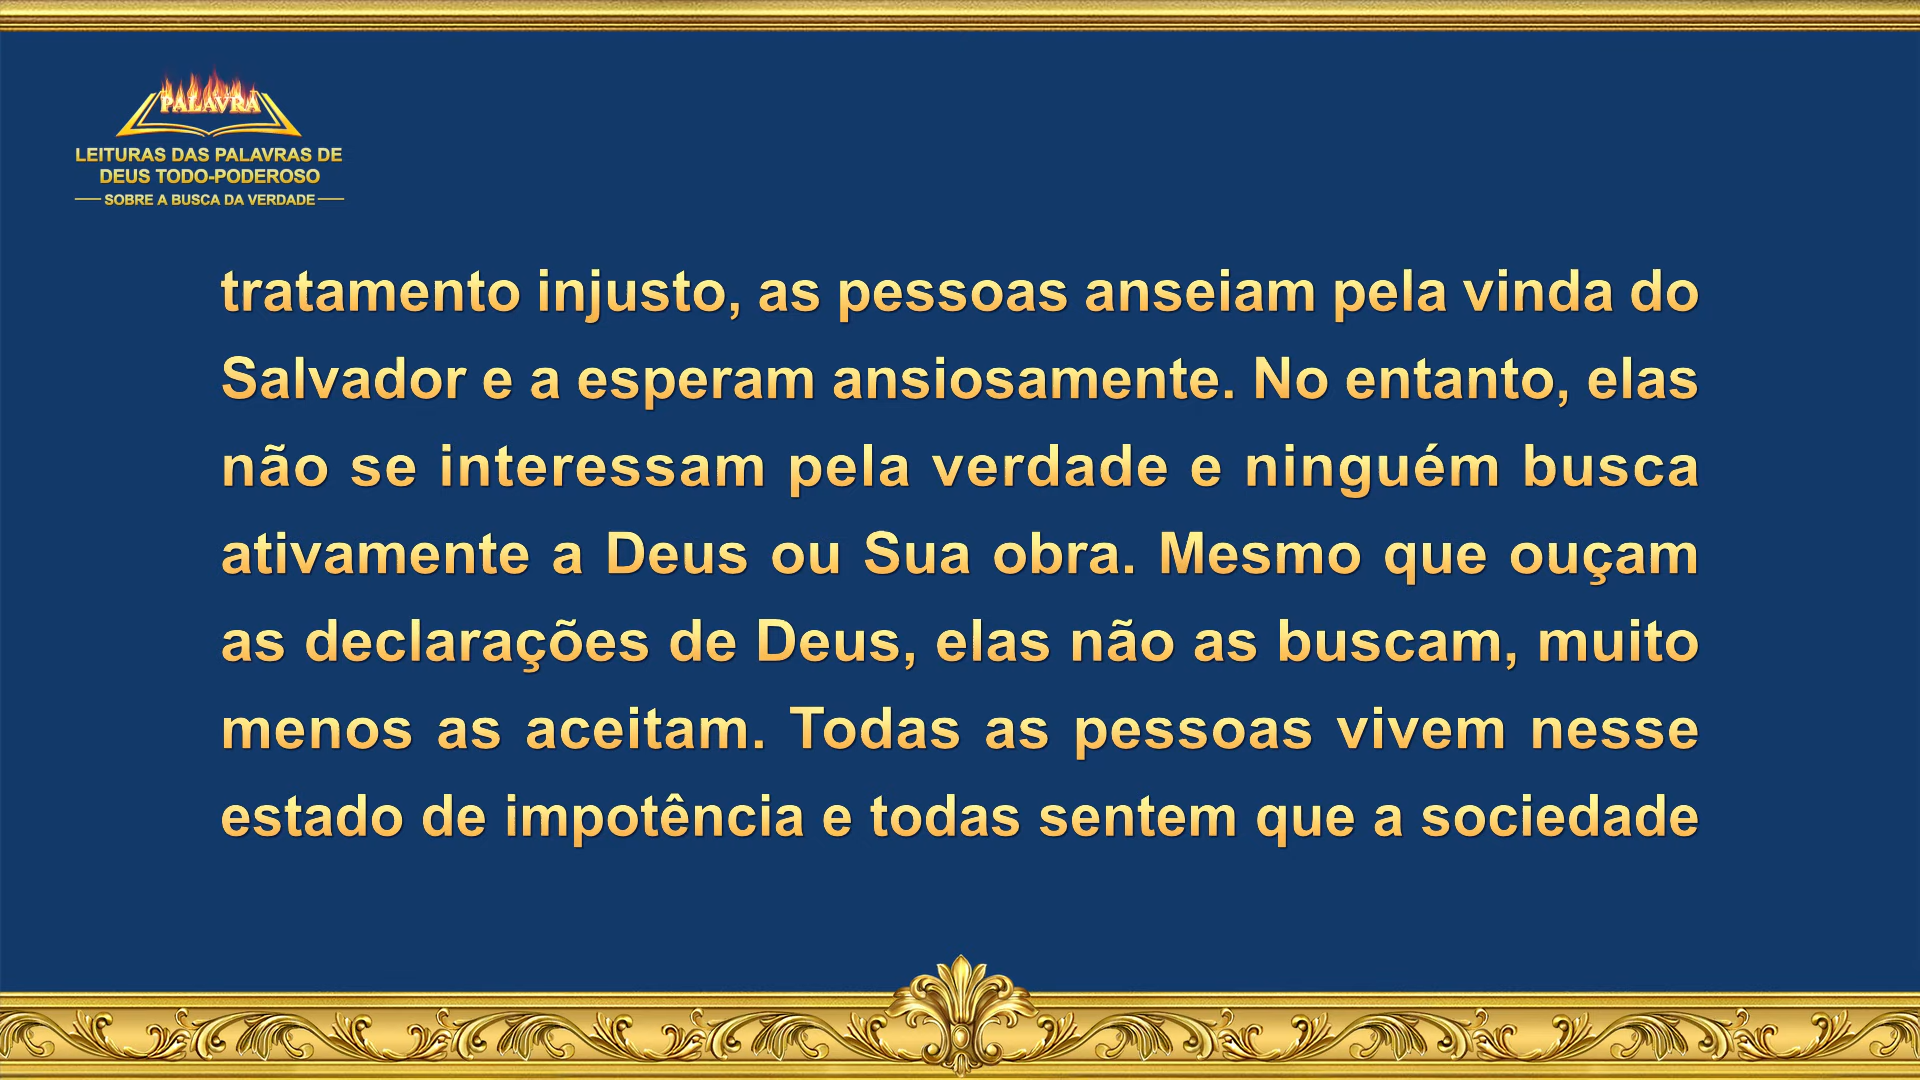 PALAVRA
LEITURAS DAS PALAVRAS DE
DEUS TODO-PODEROSO
SOBRE A BUSCA DA VERDADE
tratamento injusto, as pessoas anseiam pela vinda do
Salvador e a esperam ansiosamente. No entanto, elas
não se interessam pela verdade e ninguém busca
ativamente a Deus ou Sua obra. Mesmo que ouçam
as declarações de Deus, elas não as buscam, muito
menos as aceitam. Todas as pessoas vivem nesse
estado de impotência e todas sentem que a sociedade